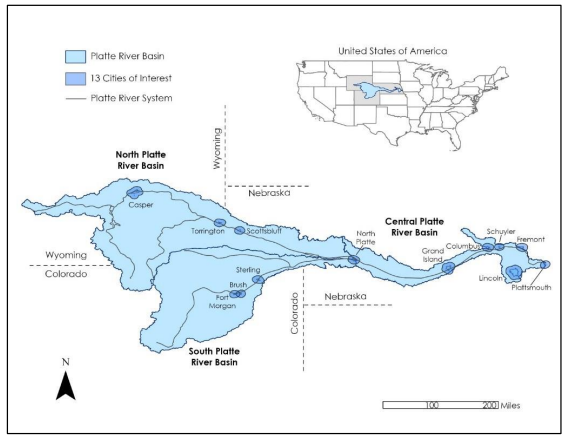 Platte River Basin
13 Cities of Interest
Platte River System
United States of America
North Platte
River Basin
Wyoming
Nebraska
Casper
Torrington
Scottsbluff
North
Platte
Central Platte
River Basin
Schuyler
Columbus
Fremont
Grand
Island
Lincoln
Plattsmouth
Wyoming
Colorado
Sterling
Brush
Fort
Morgan
Colorado
Nebraska
South Platte
River Basin
N
100
200 Miles